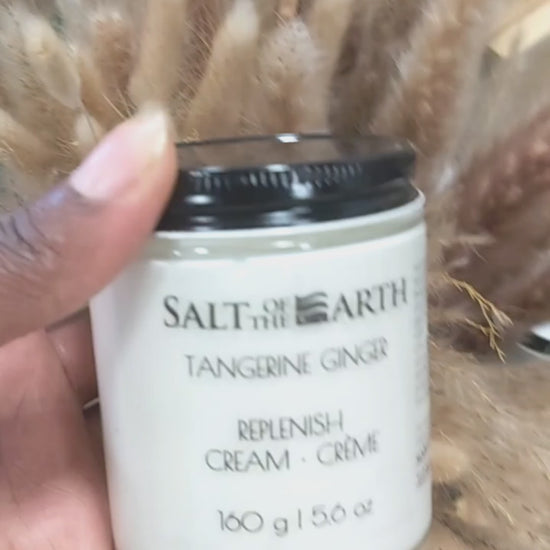 SALT OF THE EARTH
TANGERINE GINGER
REPLENISH
CREAM · CRÈME
160 g | 5.6 oz